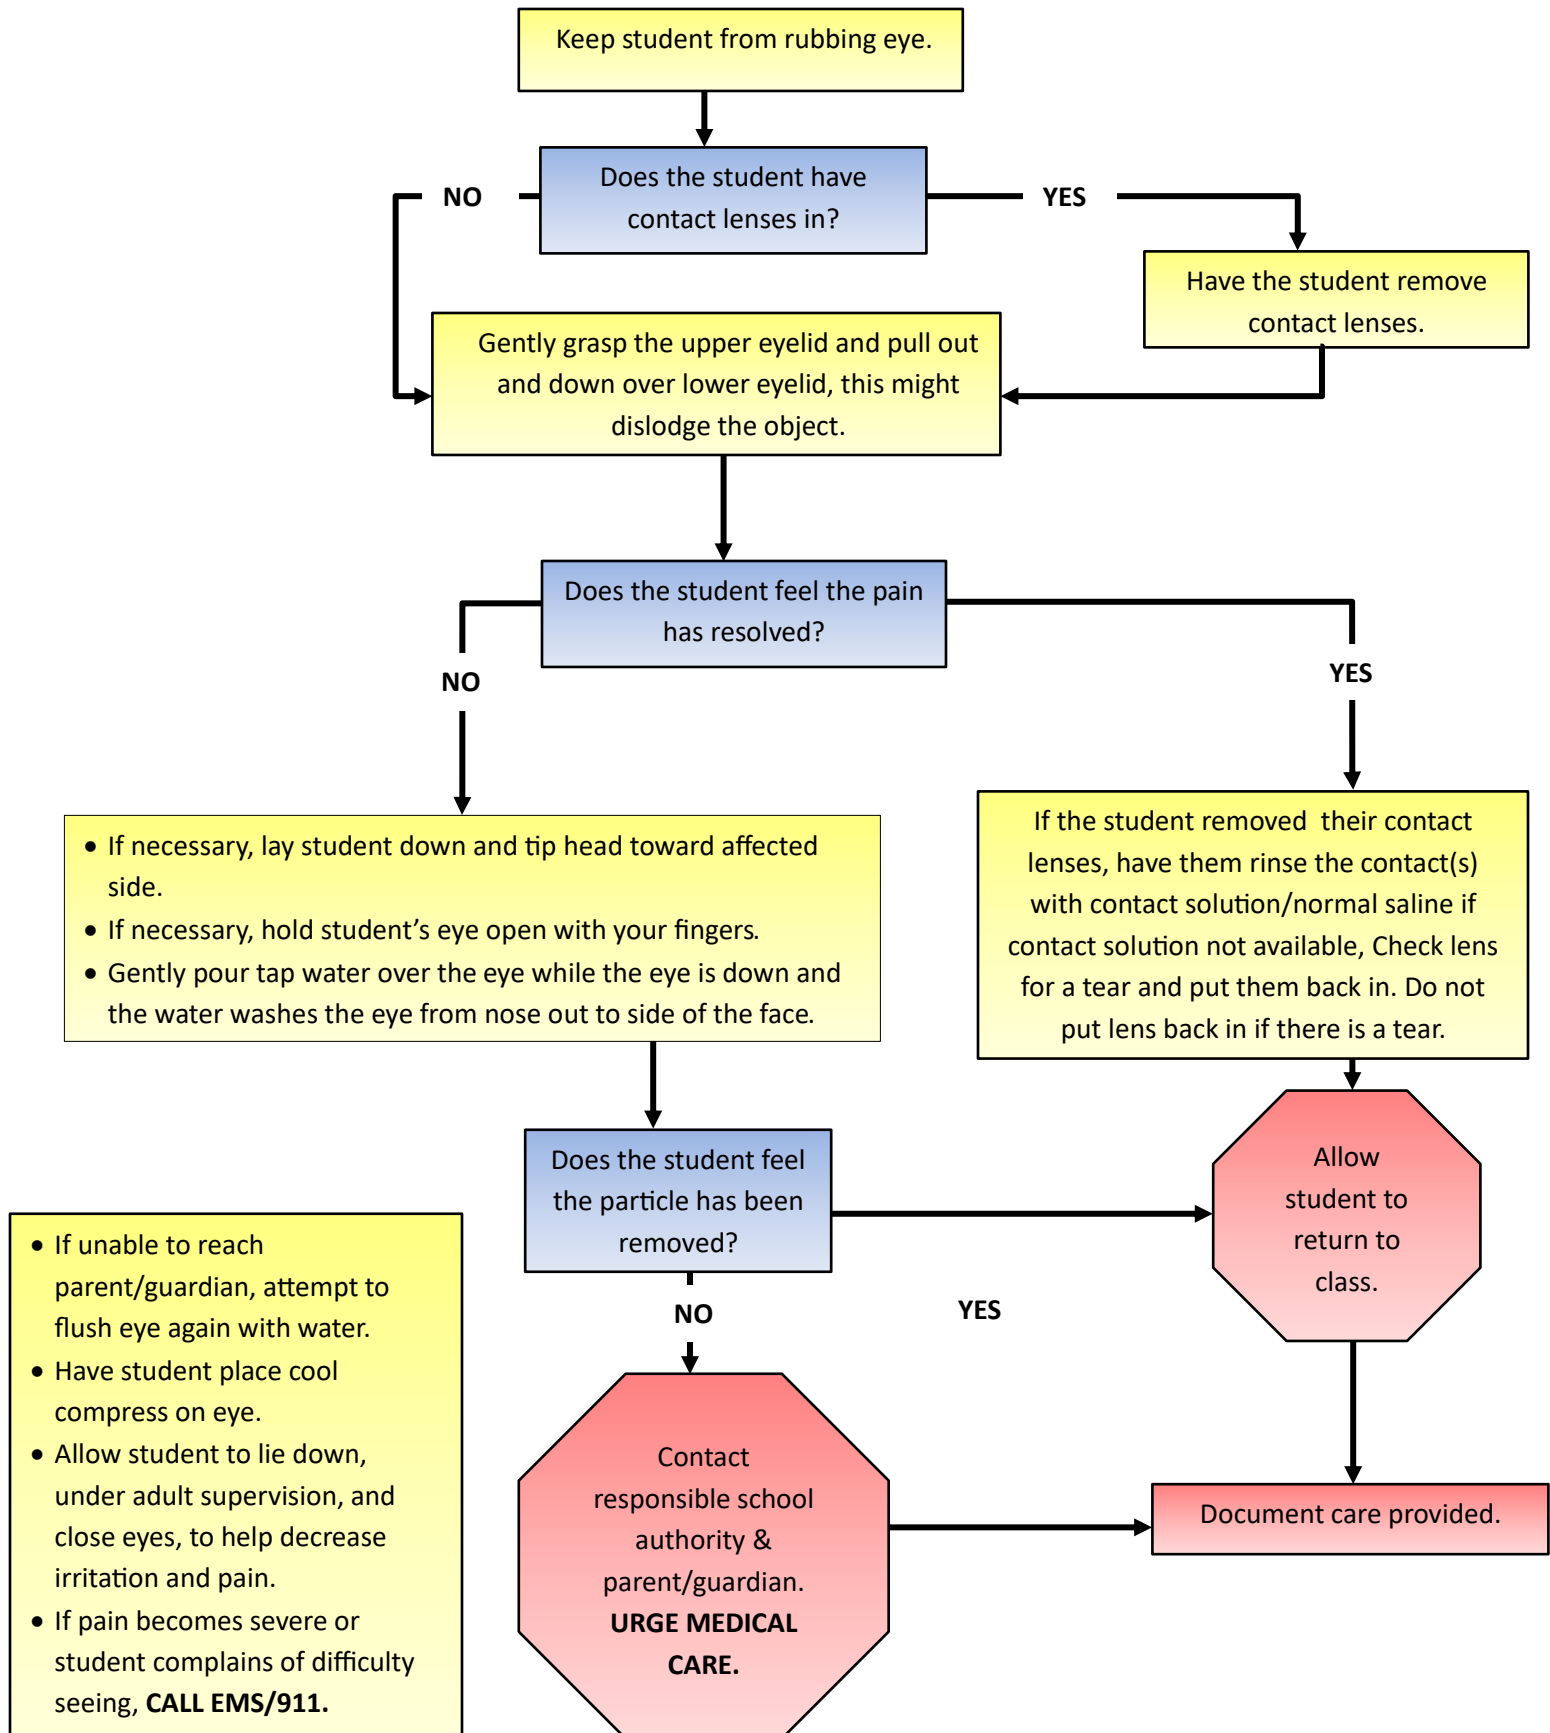 Keep student from rubbing eye.
Does the student have
contact lenses in?
NO
YES
Have the student remove
contact lenses.
Gently grasp the upper eyelid and pull out
and down over lower eyelid, this might
dislodge the object.
Does the student feel the pain
has resolved?
NO
YES
• If necessary, lay student down and tip head toward affected
side.
• If necessary, hold student’s eye open with your fingers.
• Gently pour tap water over the eye while the eye is down and
the water washes the eye from nose out to side of the face.
If the student removed  their contact
lenses, have them rinse the contact(s)
with contact solution/normal saline if
contact solution not available, Check lens
for a tear and put them back in. Do not
put lens back in if there is a tear.
Does the student feel
the particle has been
removed?
Allow
student to
return to
class.
NO
YES
• If unable to reach
parent/guardian, attempt to
flush eye again with water.
• Have student place cool
compress on eye.
• Allow student to lie down,
under adult supervision, and
close eyes, to help decrease
irritation and pain.
• If pain becomes severe or
student complains of difficulty
seeing, CALL EMS/911.
Contact
responsible school
authority &
parent/guardian.
URGE MEDICAL
CARE.
Document care provided.